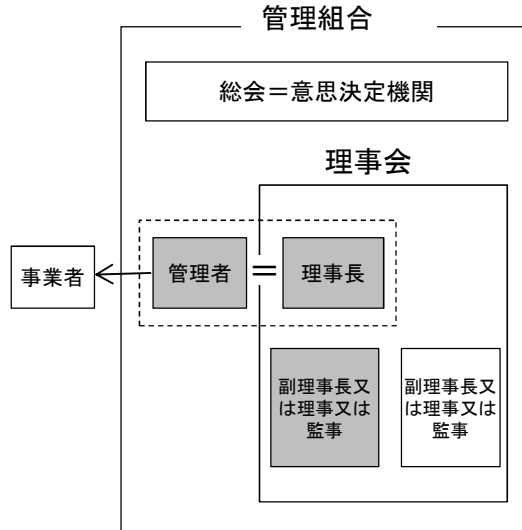 管理組合
総会＝意思決定機関
理事会
事業者
管理者
＝
理事長
副理事長又
は理事又は
監事
副理事長又
は理事又は
監事